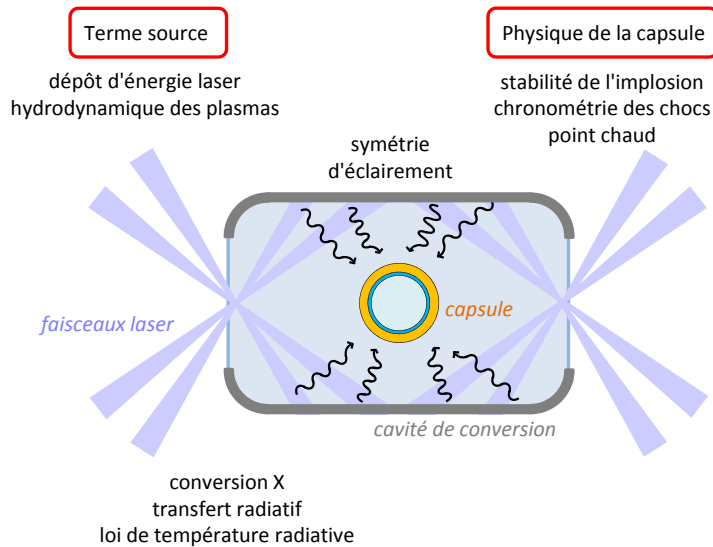 Terme source
dépôt d'énergie laser
hydrodynamique des plasmas
Physique de la capsule
stabilité de l'implosion
chronométrie des chocs
point chaud
symétrie
d'éclairement
faisceaux laser
capsule
cavité de conversion
conversion X
transfert radiatif
loi de température radiative